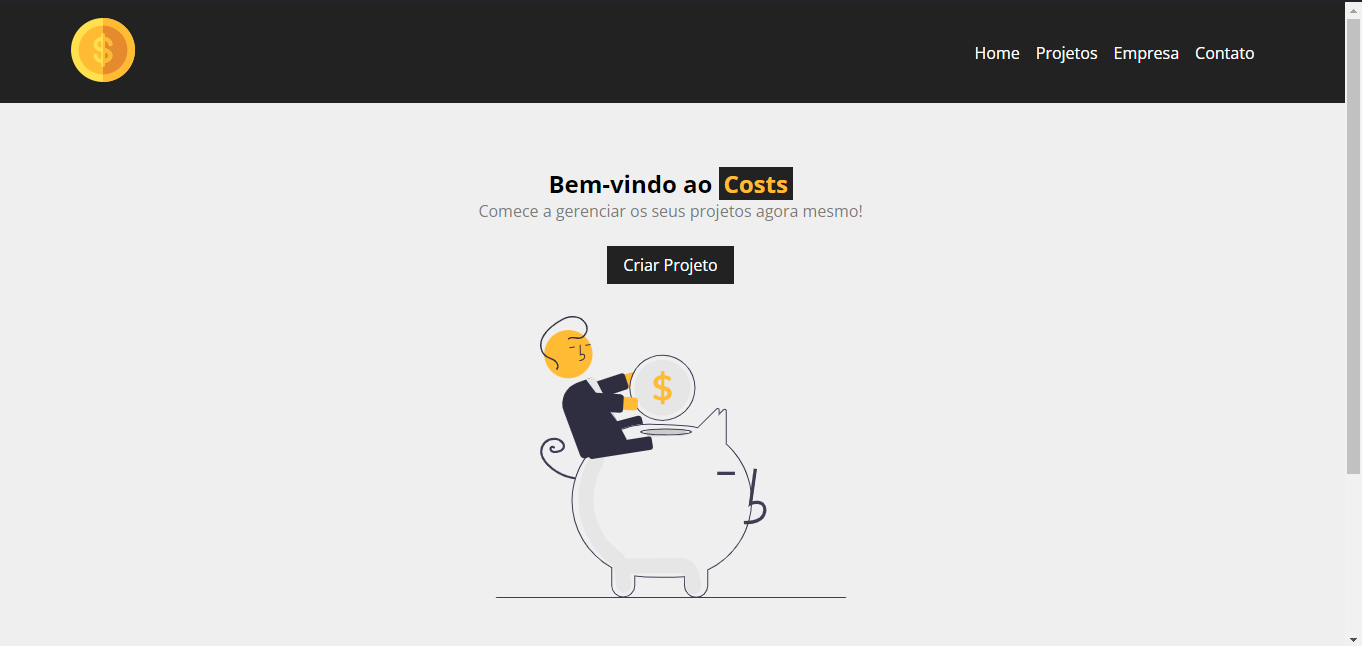 $
Home Projetos Empresa Contato
Bem-vindo ao Costs
Comece a gerenciar os seus projetos agora mesmo!
Criar Projeto
$